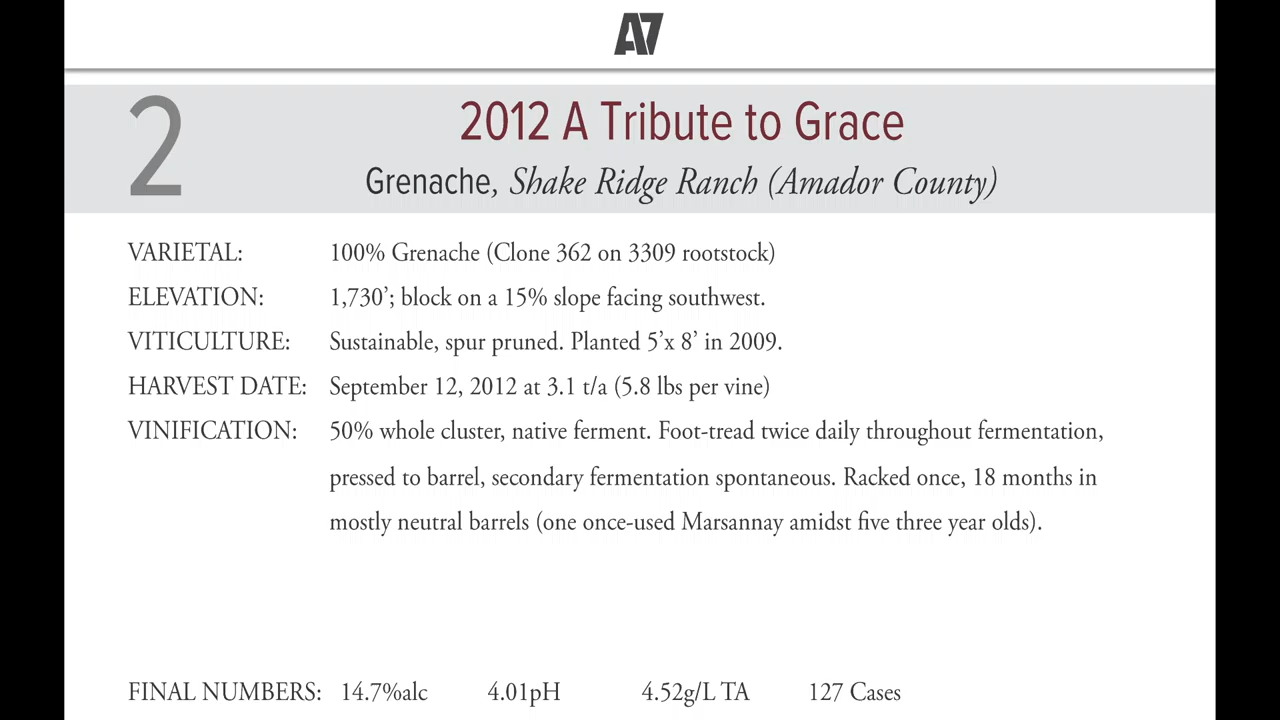 A7
2
2012 A Tribute to Grace
Grenache, Shake Ridge Ranch (Amador County)
VARIETAL: 100% Grenache (Clone 362 on 3309 rootstock)
ELEVATION: 1,730’; block on a 15% slope facing southwest.
VITICULTURE: Sustainable, spur pruned. Planted 5’x 8’ in 2009.
HARVEST DATE: September 12, 2012 at 3.1 t/a (5.8 lbs per vine)
VINIFICATION: 50% whole cluster, native ferment. Foot-tread twice daily throughout fermentation,
pressed to barrel, secondary fermentation spontaneous. Racked once, 18 months in
mostly neutral barrels (one once-used Marsannay amidst five three year olds).
FINAL NUMBERS: 14.7%alc 4.01pH 4.52g/L TA 127 Cases